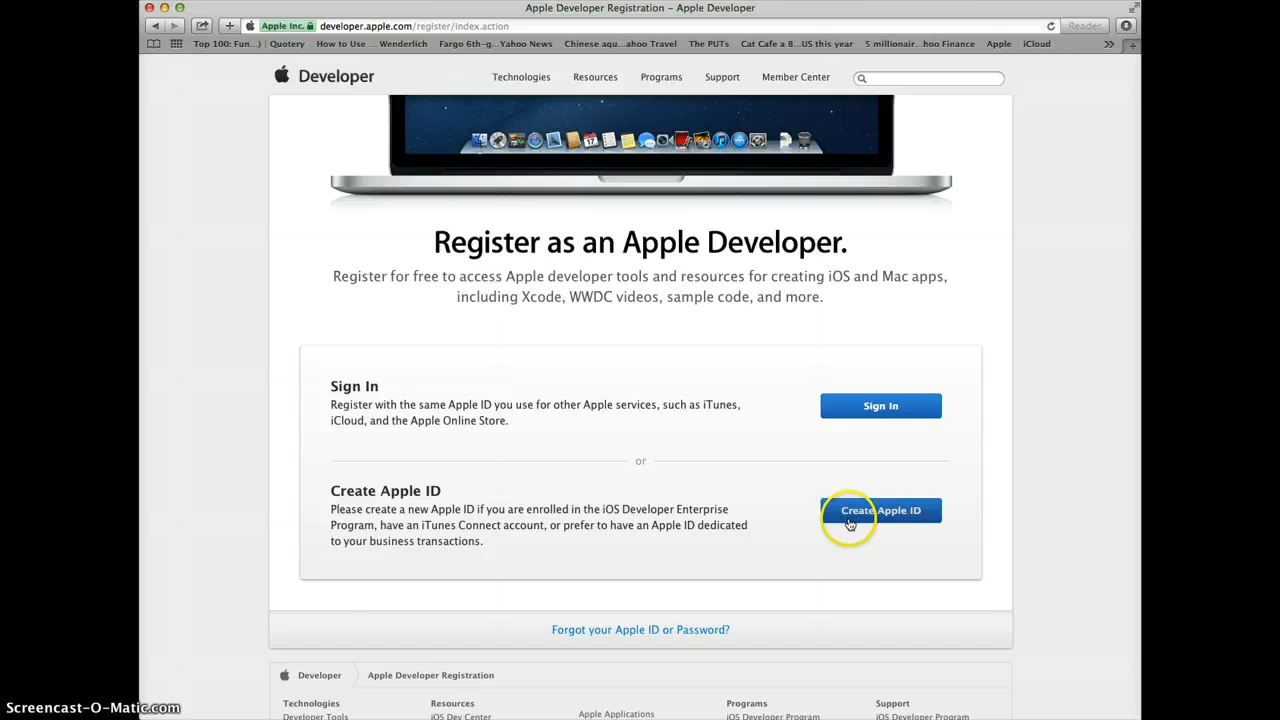 Apple Developer Registration – Apple Developer
Apple Inc. developer.apple.com/register/index.action Reader
Top 100: Fun...) | Quotery How to Use ... Wenderlich Fargo 6th-g...Yahoo News Chinese aqu...ahoo Travel The PUTs Cat Cafe a B...US this year 5 millionair...hoo Finance Apple iCloud
Developer Technologies Resources Programs Support Member Center
17
Register as an Apple Developer.
Register for free to access Apple developer tools and resources for creating iOS and Mac apps,
including Xcode, WWDC videos, sample code, and more.
Sign In
Register with the same Apple ID you use for other Apple services, such as iTunes,
iCloud, and the Apple Online Store.
Sign In
or
Create Apple ID
Please create a new Apple ID if you are enrolled in the iOS Developer Enterprise
Program, have an iTunes Connect account, or prefer to have an Apple ID dedicated
to your business transactions.
Create Apple ID
Forgot your Apple ID or Password?
Developer Apple Developer Registration
Technologies Resources Programs Support
Developer Tools iOS Dev Center Apple Applications iOS Developer Program Apple Developer Forums
Screencast-O-Matic.com